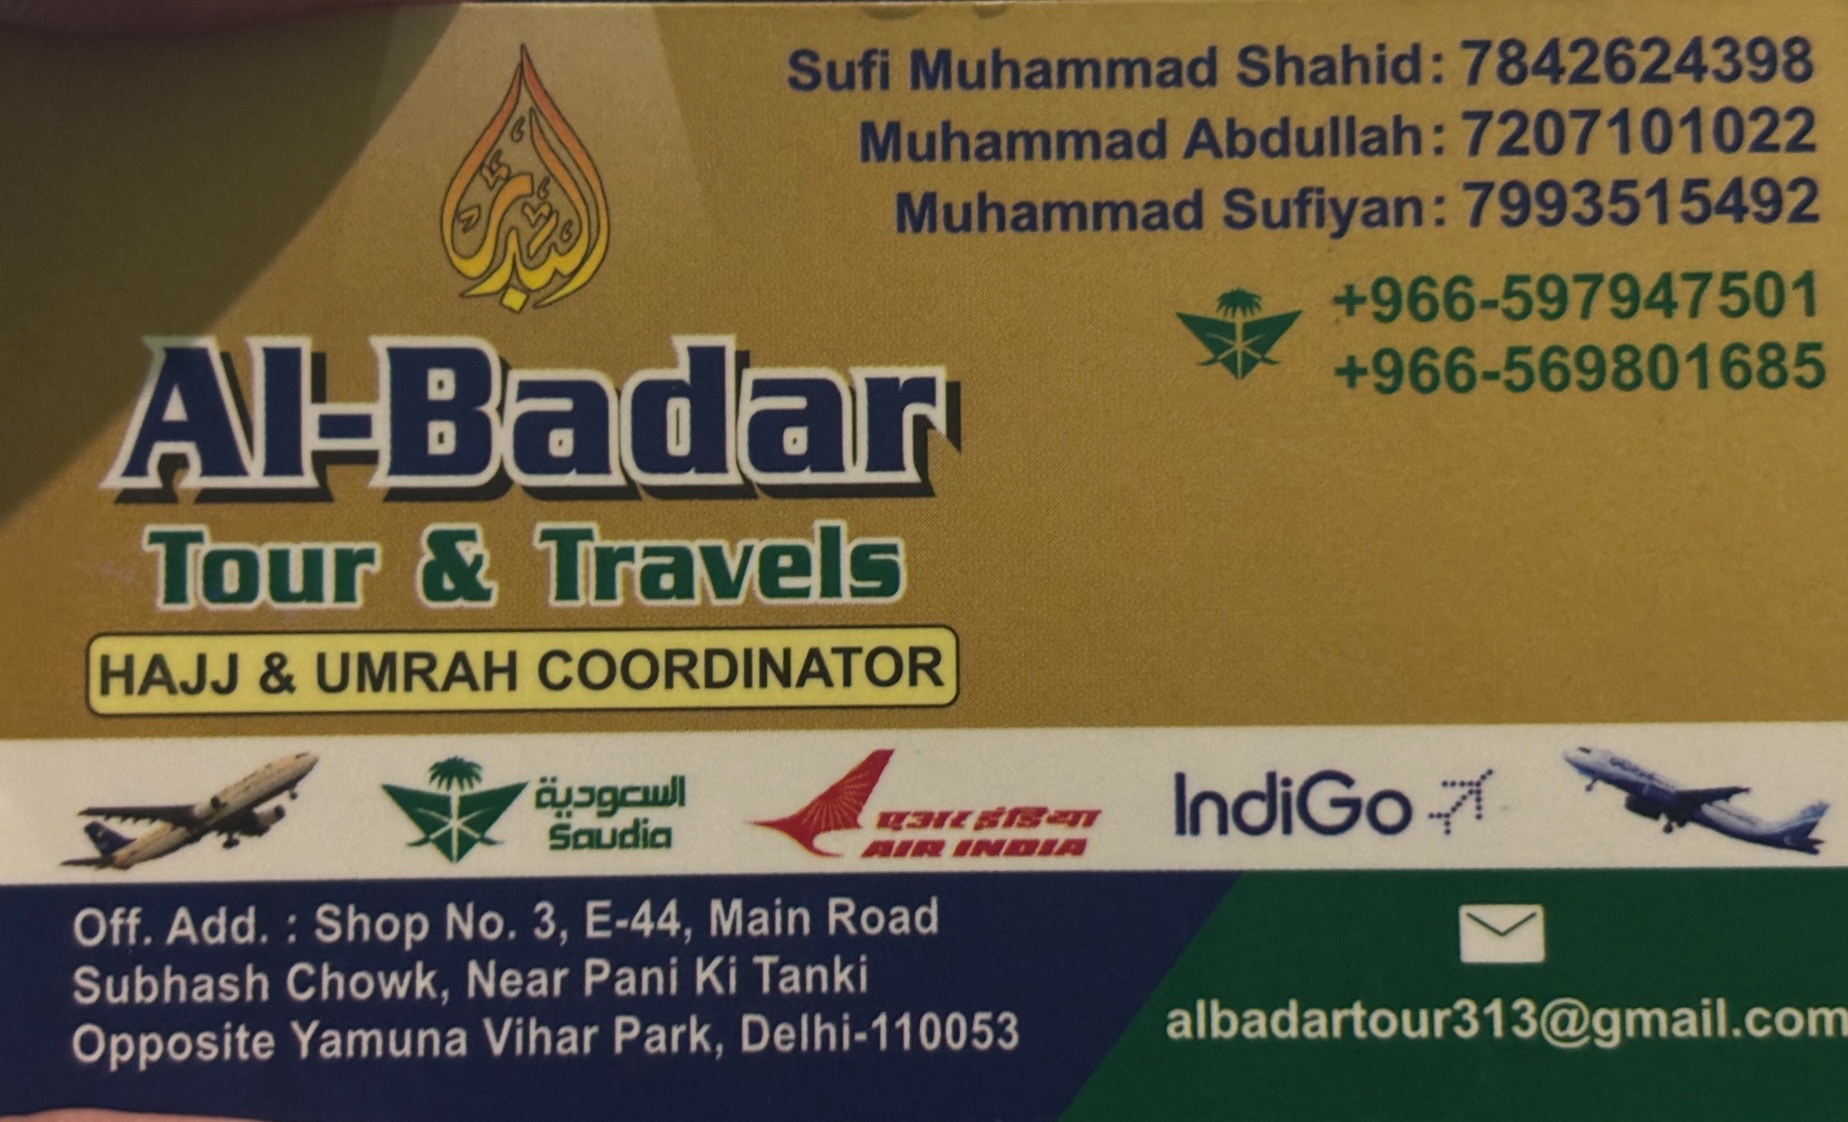 البدر
Sufi Muhammad Shahid: 7842624398
Muhammad Abdullah: 7207101022
Muhammad Sufiyan: 7993515492
+966-597947501
+966-569801685
Al-Badar
Tour & Travels
HAJJ & UMRAH COORDINATOR
السعودية
Saudia
एअर इंडिया
AIR INDIA
IndiGo
Off. Add. : Shop No. 3, E-44, Main Road
Subhash Chowk, Near Pani Ki Tanki
Opposite Yamuna Vihar Park, Delhi-110053
albadartour313@gmail.com